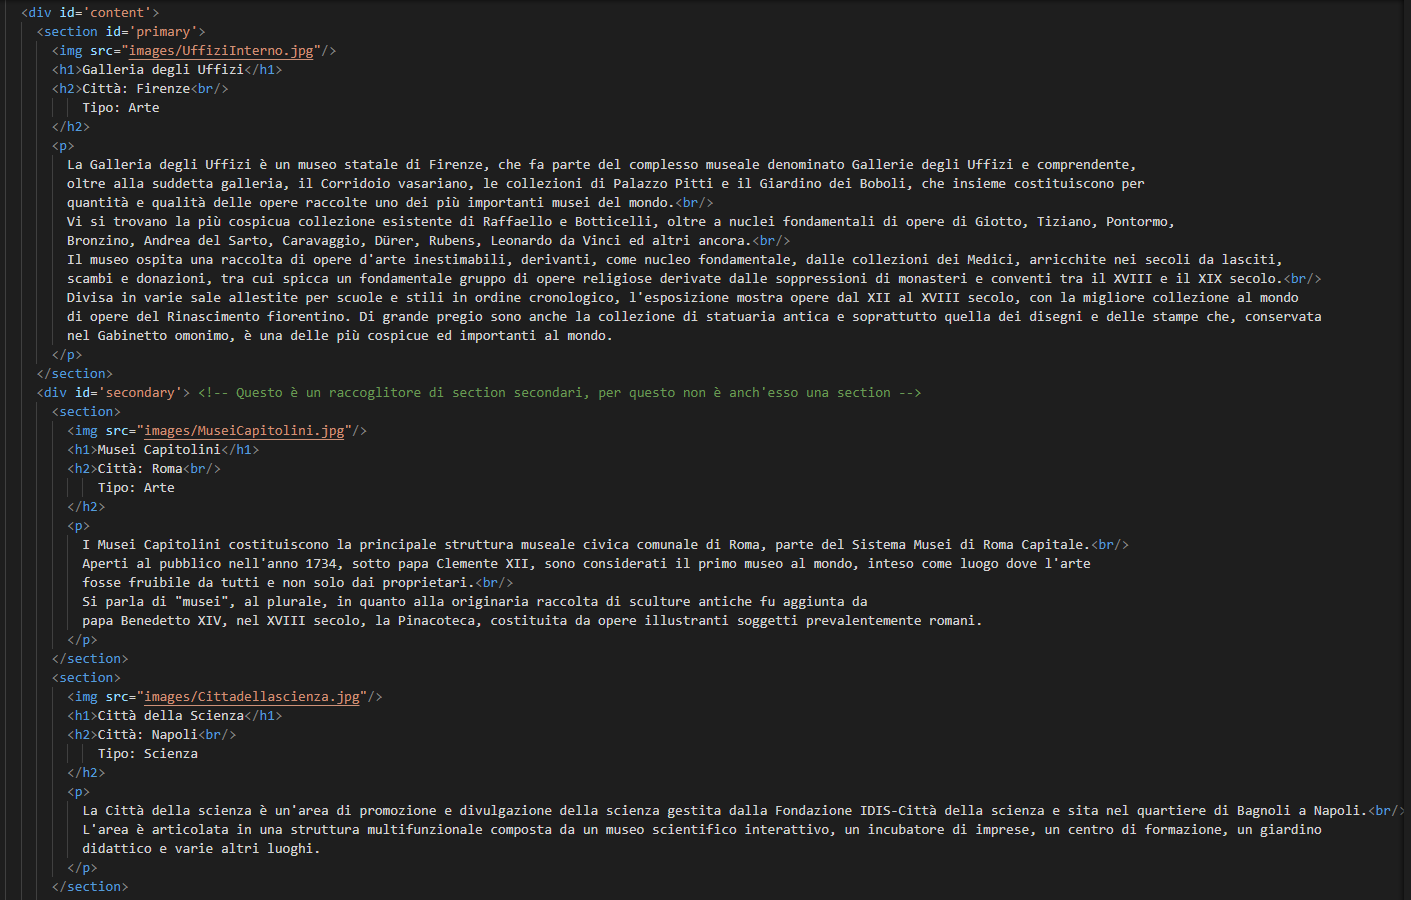 <div id='content'>
<section id='primary'>
<img src="images/UffiziInterno.jpg"/>
<h1>Galleria degli Uffizi</h1>
<h2>Città: Firenze<br/>
Tipo: Arte
</h2>
<p>
La Galleria degli Uffizi è un museo statale di Firenze, che fa parte del complesso museale denominato Gallerie degli Uffizi e comprendente,
oltre alla suddetta galleria, il Corridoio vasariano, le collezioni di Palazzo Pitti e il Giardino dei Boboli, che insieme costituiscono per
quantità e qualità delle opere raccolte uno dei più importanti musei del mondo.<br/>
Vi si trovano la più cospicua collezione esistente di Raffaello e Botticelli, oltre a nuclei fondamentali di opere di Giotto, Tiziano, Pontormo,
Bronzino, Andrea del Sarto, Caravaggio, Dürer, Rubens, Leonardo da Vinci ed altri ancora.<br/>
Il museo ospita una raccolta di opere d'arte inestimabili, derivanti, come nucleo fondamentale, dalle collezioni dei Medici, arricchite nei secoli da lasciti,
scambi e donazioni, tra cui spicca un fondamentale gruppo di opere religiose derivate dalle soppressioni di monasteri e conventi tra il XVIII e il XIX secolo.<br/>
Divisa in varie sale allestite per scuole e stili in ordine cronologico, l'esposizione mostra opere dal XII al XVIII secolo, con la migliore collezione al mondo
di opere del Rinascimento fiorentino. Di grande pregio sono anche la collezione di statuaria antica e soprattutto quella dei disegni e delle stampe che, conservata
nel Gabinetto omonimo, è una delle più cospicue ed importanti al mondo.
</p>
</section>
<div id='secondary'> <!-- Questo è un raccoglitore di section secondari, per questo non è anch'esso una section -->
<section>
<img src="images/MuseiCapitolini.jpg"/>
<h1>Musei Capitolini</h1>
<h2>Città: Roma<br/>
Tipo: Arte
</h2>
<p>
I Musei Capitolini costituiscono la principale struttura museale civica comunale di Roma, parte del Sistema Musei di Roma Capitale.<br/>
Aperti al pubblico nell'anno 1734, sotto papa Clemente XII, sono considerati il primo museo al mondo, inteso come luogo dove l'arte
fosse fruibile da tutti e non solo dai proprietari.<br/>
Si parla di "musei", al plurale, in quanto alla originaria raccolta di sculture antiche fu aggiunta da
papa Benedetto XIV, nel XVIII secolo, la Pinacoteca, costituita da opere illustranti soggetti prevalentemente romani.
</p>
</section>
<section>
<img src="images/Cittadellascienza.jpg"/>
<h1>Città della Scienza</h1>
<h2>Città: Napoli<br/>
Tipo: Scienza
</h2>
<p>
La Città della scienza è un'area di promozione e divulgazione della scienza gestita dalla Fondazione IDIS-Città della scienza e sita nel quartiere di Bagnoli a Napoli.<br/>
L'area è articolata in una struttura multifunzionale composta da un museo scientifico interattivo, un incubatore di imprese, un centro di formazione, un giardino
didattico e varie altri luoghi.
</p>
</section>